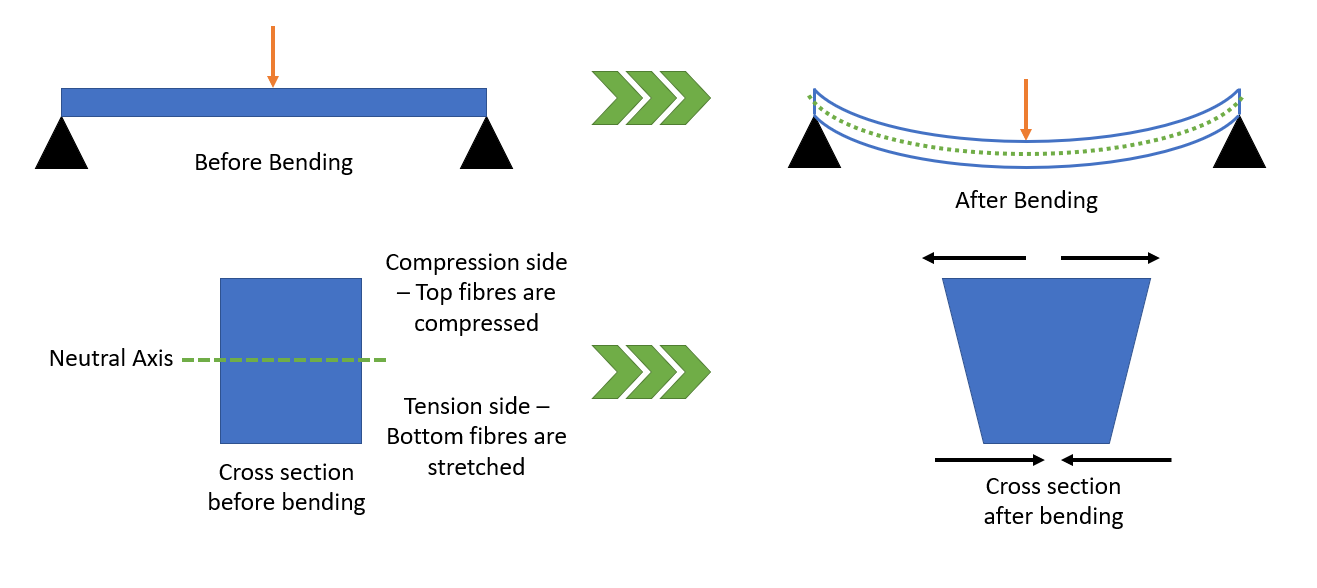 Before Bending
After Bending
Compression side
– Top fibres are
compressed
Neutral Axis
Tension side –
Bottom fibres are
stretched
Cross section
before bending
Cross section
after bending